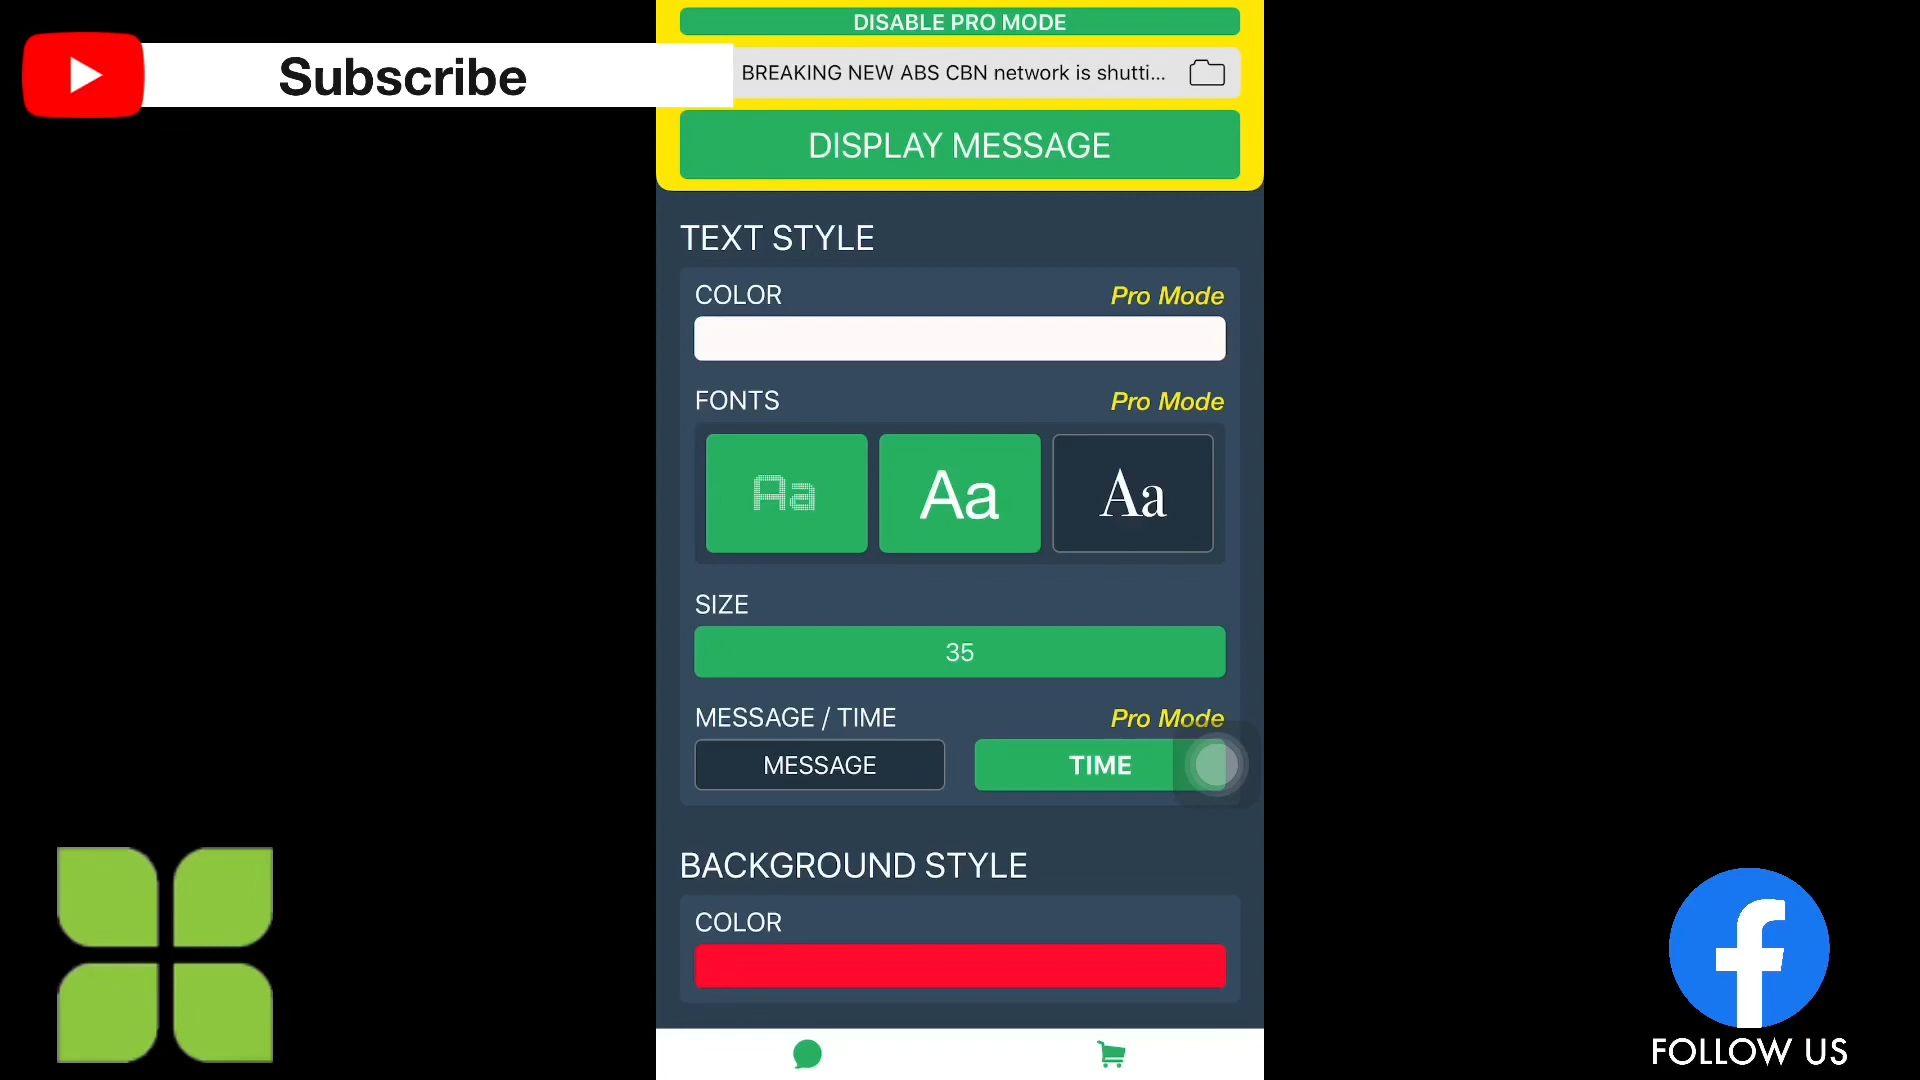 DISABLE PRO MODE
Subscribe
BREAKING NEW ABS CBN network is shutti...
DISPLAY MESSAGE
TEXT STYLE
COLOR Pro Mode
FONTS Pro Mode
Aa Aa Aa
SIZE
35
MESSAGE / TIME Pro Mode
MESSAGE TIME
BACKGROUND STYLE
COLOR
FOLLOW US